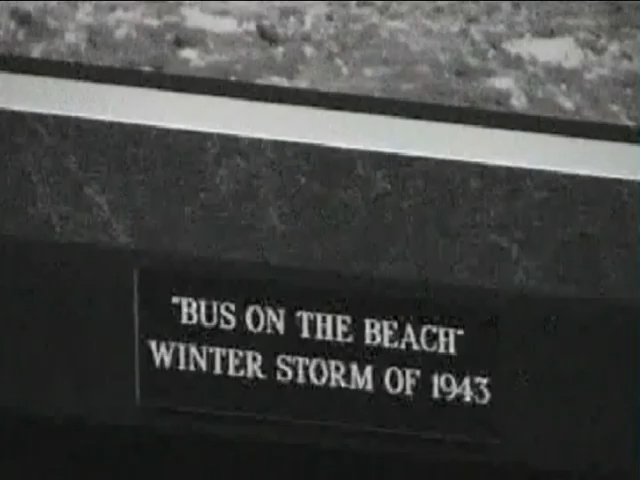 "BUS ON THE BEACH"
WINTER STORM OF 1943